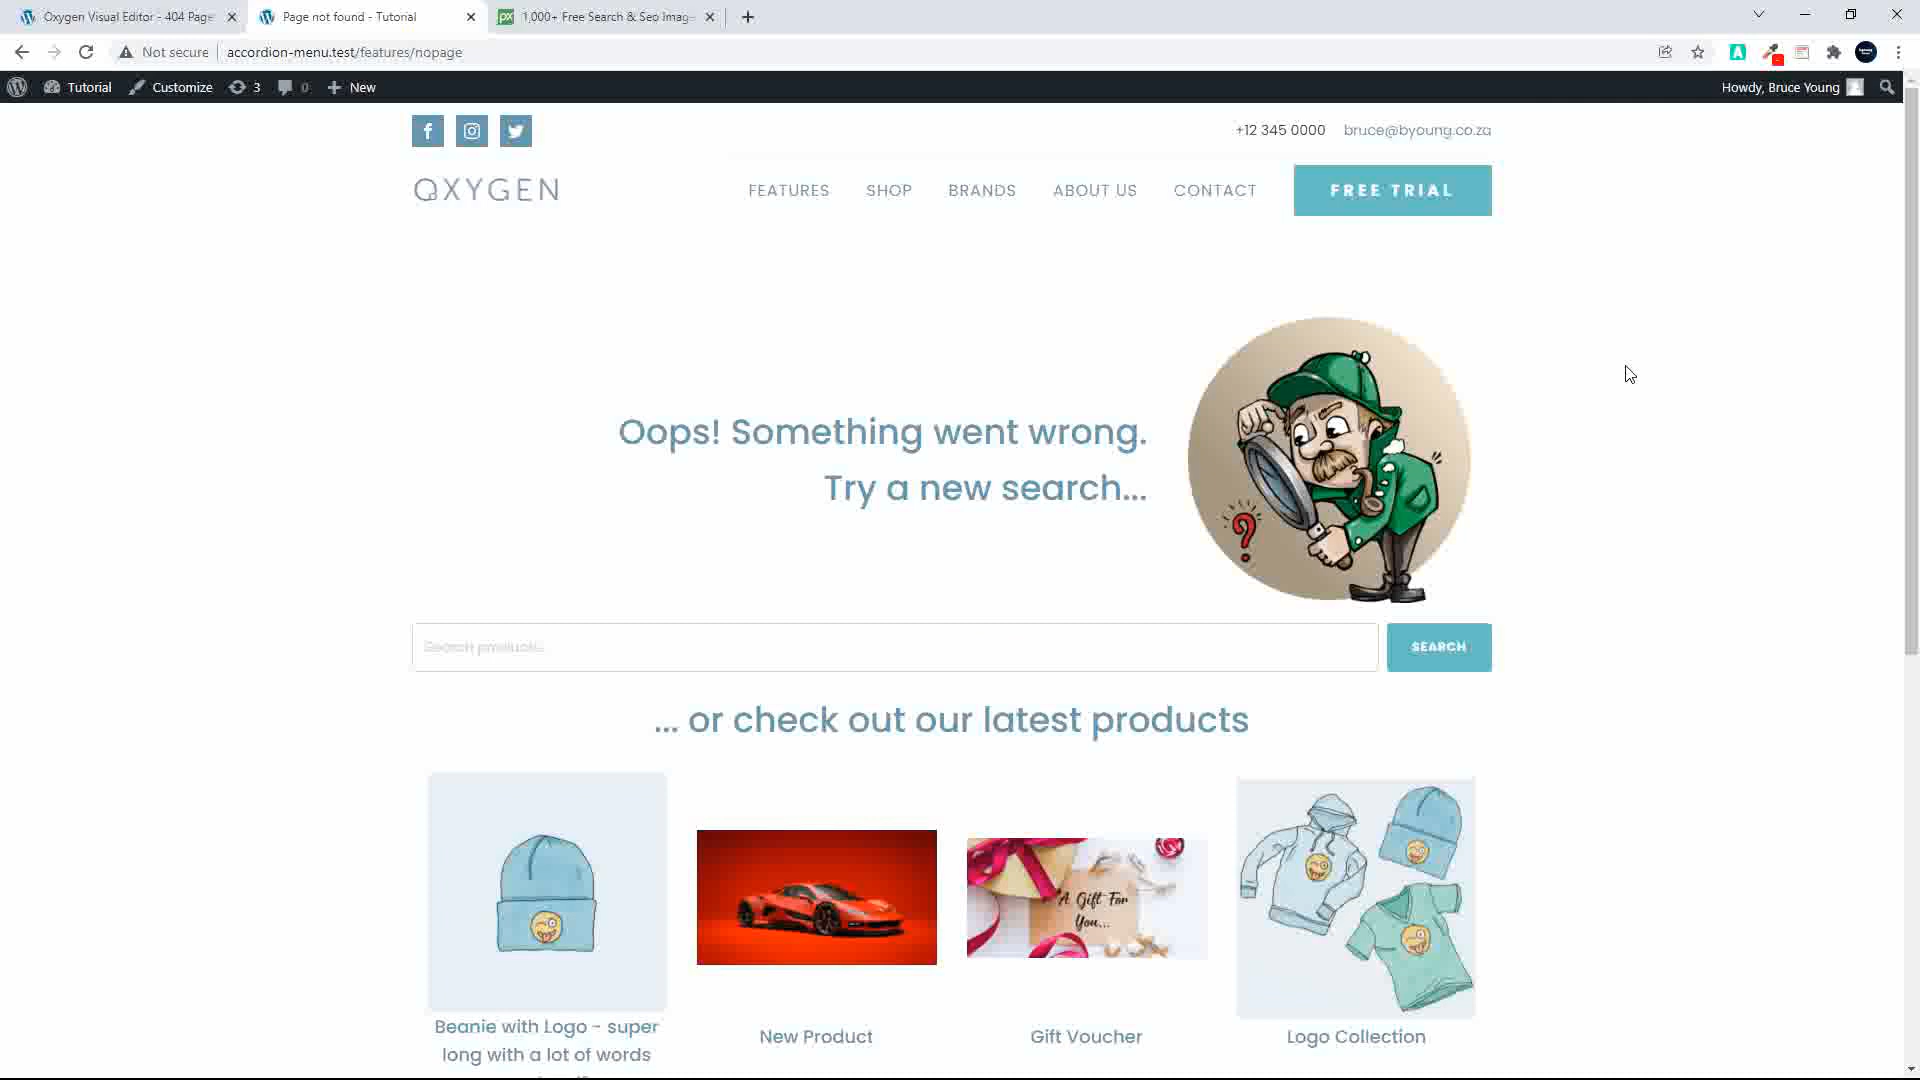 Oxygen Visual Editor - 404 Page
Page not found - Tutorial
px
1,000+ Free Search & Seo Imag
Not secure
accordion-menu.test/features/nopage
Tutorial
Customize
3
0
New
Howdy, Bruce Young
+12 345 0000
bruce@byoung.co.za
OXYGEN
FEATURES
SHOP
BRANDS
ABOUT US
CONTACT
FREE TRIAL
Oops! Something went wrong.
Try a new search...
?
Search products…
SEARCH
... or check out our latest products
A Gift For
You...
Beanie with Logo - super
long with a lot of words
New Product
Gift Voucher
Logo Collection